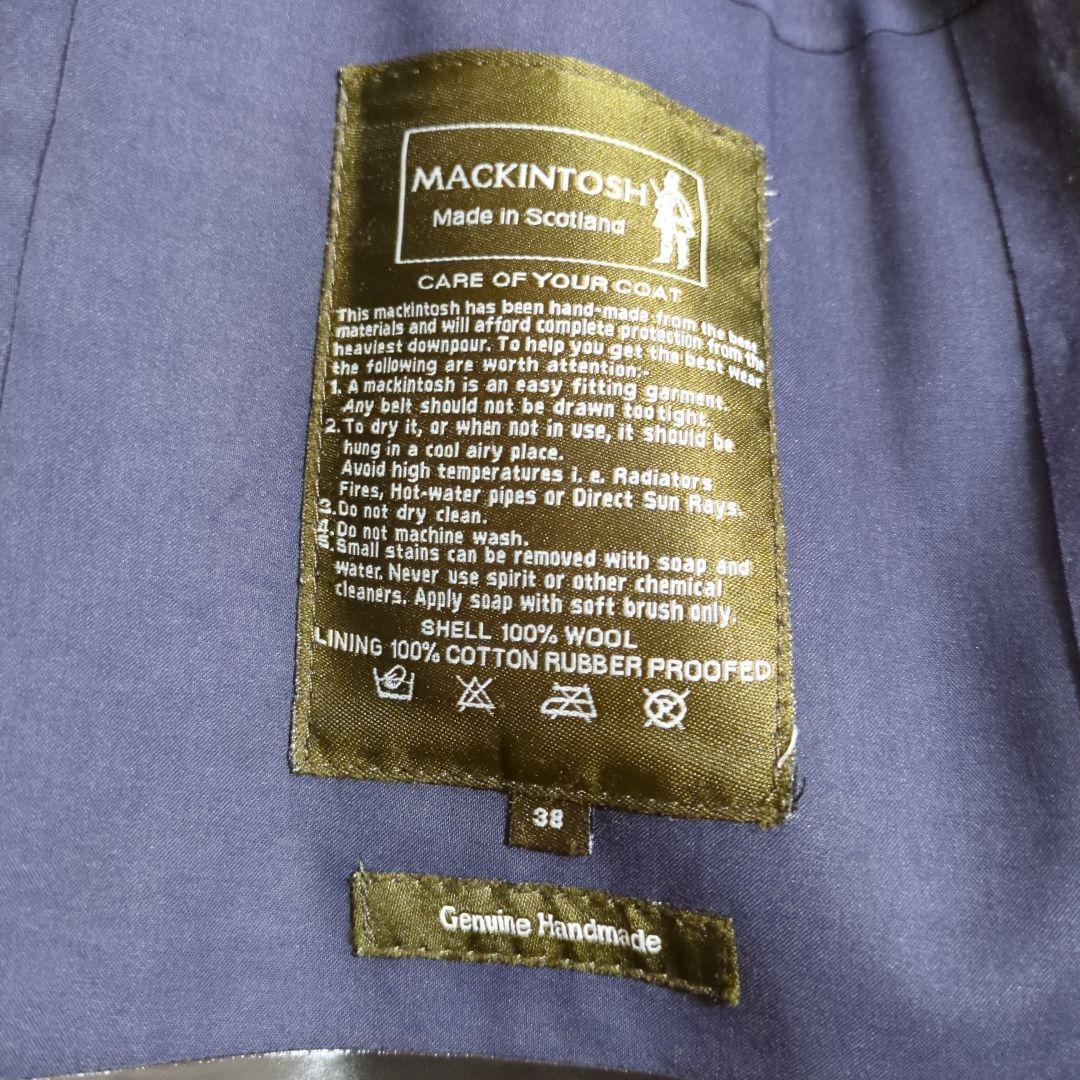 MACKINTOSH
Made in Scotland
CARE OF YOUR COAT
This mackintosh has been hand-made from the best
materials and will afford complete protection from the
heaviest downpour. To help you get the best wear
the following are worth attention:-
1. A mackintosh is an easy fitting garment.
Any belt should not be drawn too tight.
2. To dry it, or when not in use, it should be
hung in a cool airy place.
Avoid high temperatures i. e. Radiators
Fires, Hot-water pipes or Direct Sun Rays.
3. Do not dry clean.
4. Do not machine wash.
5. Small stains can be removed with soap and
water. Never use spirit or other chemical
cleaners. Apply soap with soft brush only.
SHELL 100% WOOL
LINING 100% COTTON RUBBER PROOFED
P
38
Genuine Handmade